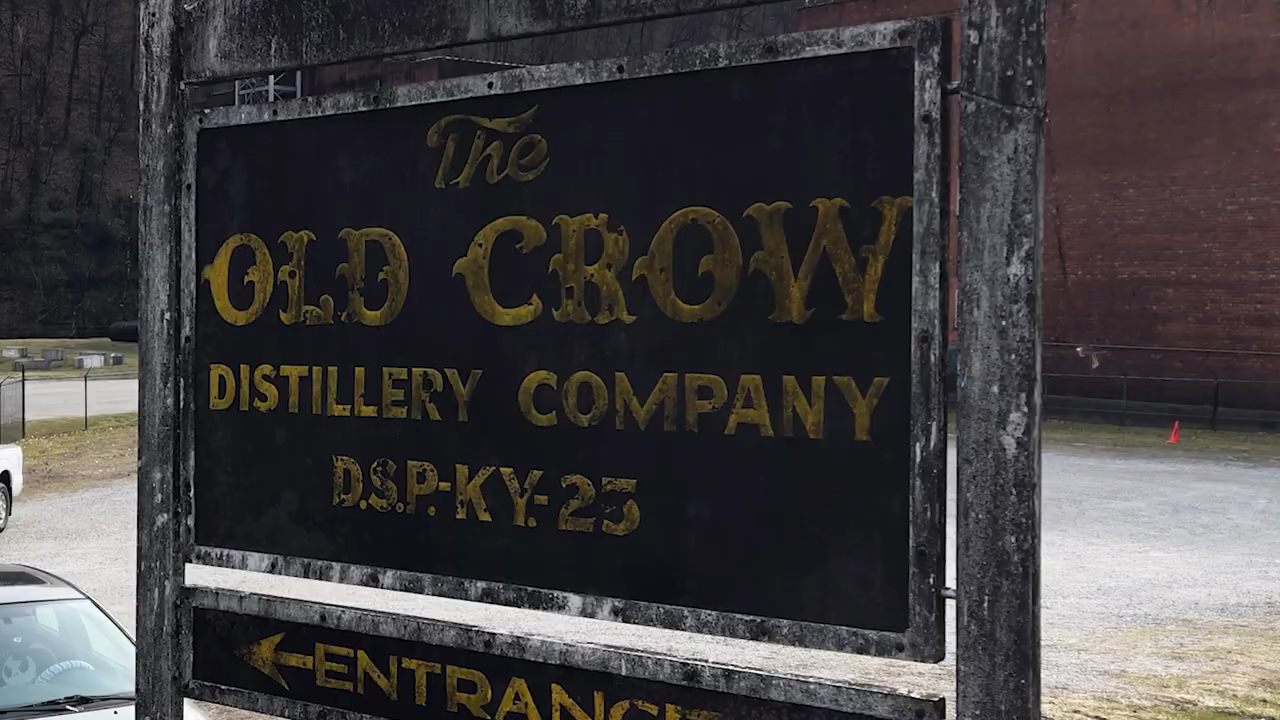 The
OLD CROW
DISTILLERY COMPANY
D.S.P.-KY.-25
←ENTRANCE